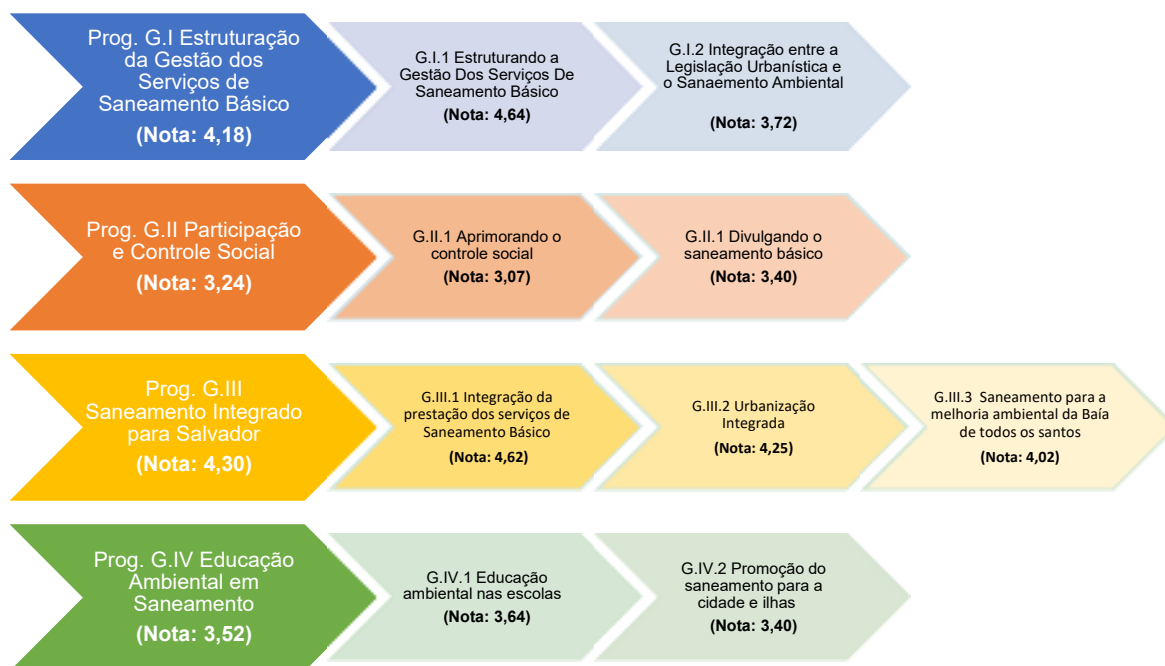 Prog. G.I Estruturação
da Gestão dos
Serviços de
Saneamento Básico
(Nota: 4,18)
G.I.1 Estruturando a
Gestão Dos Serviços De
Saneamento Básico
(Nota: 4,64)
G.I.2 Integração entre a
Legislação Urbanística e
o Sanaemento Ambiental
(Nota: 3,72)
Prog. G.II Participação
e Controle Social
(Nota: 3,24)
G.II.1 Aprimorando o
controle social
(Nota: 3,07)
G.II.1 Divulgando o
saneamento básico
(Nota: 3,40)
Prog. G.III
Saneamento Integrado
para Salvador
(Nota: 4,30)
G.III.1 Integração da
prestação dos serviços de
Saneamento Básico
(Nota: 4,62)
G.III.2 Urbanização
Integrada
(Nota: 4,25)
G.III.3 Saneamento para a
melhoria ambiental da Baía
de todos os santos
(Nota: 4,02)
Prog. G.IV Educação
Ambiental em
Saneamento
(Nota: 3,52)
G.IV.1 Educação
ambiental nas escolas
(Nota: 3,64)
G.IV.2 Promoção do
saneamento para a
cidade e ilhas
(Nota: 3,40)